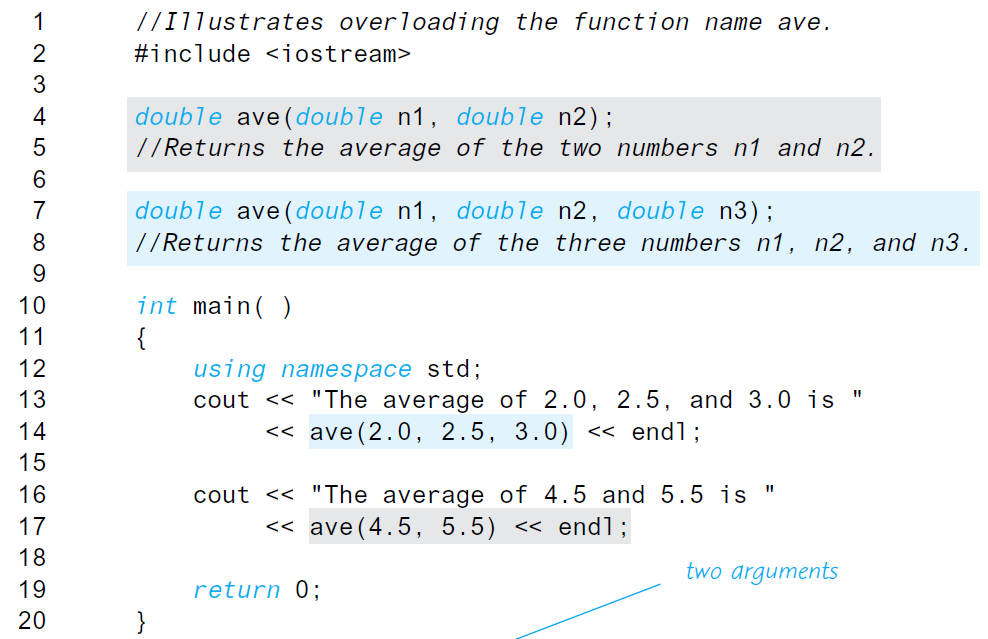 1 //Illustrates overloading the function name ave.
2 #include <iostream>
3
4 double ave(double n1, double n2);
5 //Returns the average of the two numbers n1 and n2.
6
7 double ave(double n1, double n2, double n3);
8 //Returns the average of the three numbers n1, n2, and n3.
9
10 int main( )
11 {
12     using namespace std;
13     cout << "The average of 2.0, 2.5, and 3.0 is "
14          << ave(2.0, 2.5, 3.0) << endl;
15
16     cout << "The average of 4.5 and 5.5 is "
17          << ave(4.5, 5.5) << endl;
18
two arguments
19     return 0;
20 }